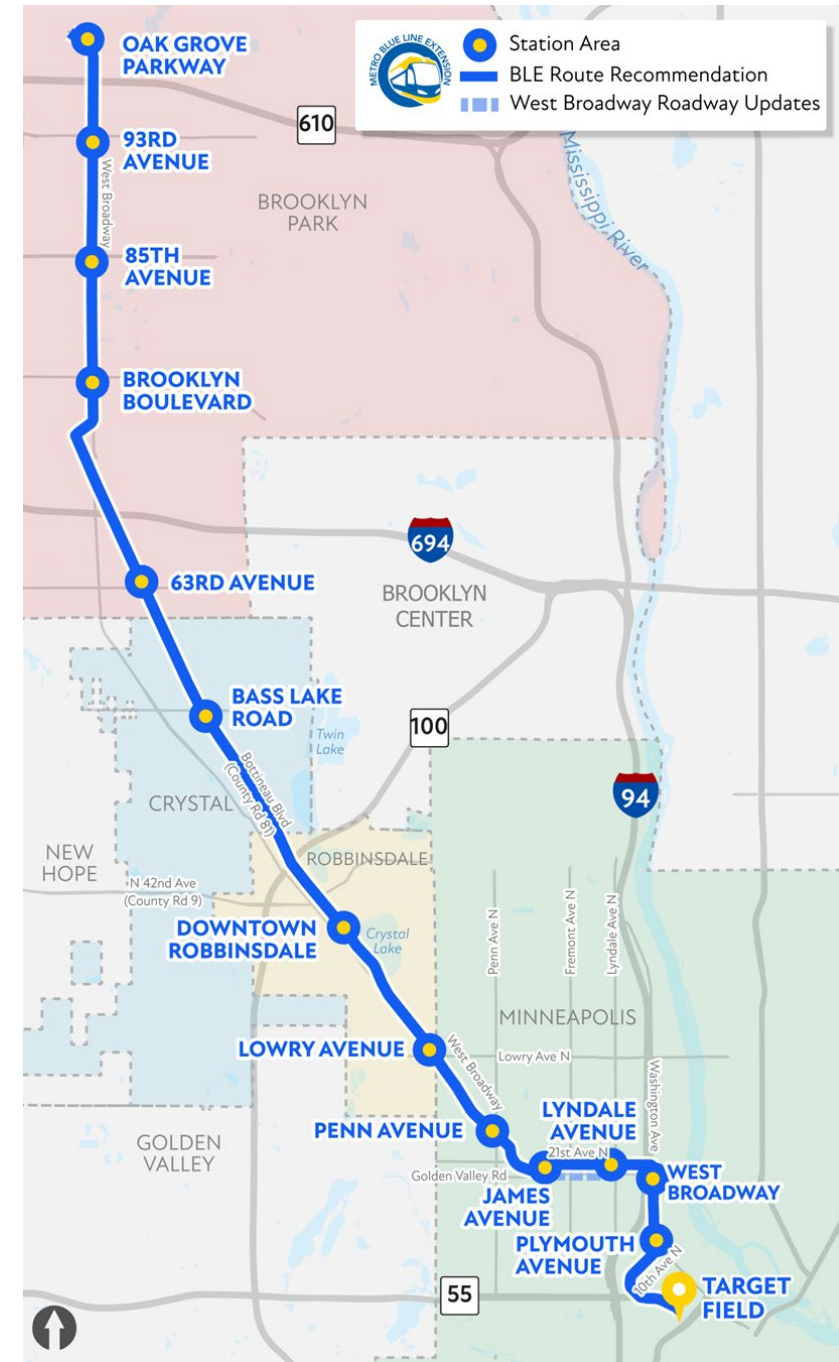 METRO BLUE LINE EXTENSION
Station Area
BLE Route Recommendation
West Broadway Roadway Updates
OAK GROVE
PARKWAY
610
93RD
AVENUE
West Broadway
BROOKLYN
PARK
Mississippi River
85TH
AVENUE
BROOKLYN
BOULEVARD
694
63RD AVENUE
BROOKLYN
CENTER
BASS LAKE
ROAD
Twin
Lake
100
94
Bottineau Blvd
(County Rd 81)
CRYSTAL
NEW
HOPE
ROBBINSDALE
N 42nd Ave
(County Rd 9)
DOWNTOWN
ROBBINSDALE
Crystal
Lake
Penn Ave N
Fremont Ave N
Lyndale Ave N
MINNEAPOLIS
LOWRY AVENUE
West Broadway
Lowry Ave N
Washington Ave
PENN AVENUE
LYNDALE
AVENUE
21st Ave N
GOLDEN
VALLEY
Golden Valley Rd
JAMES
AVENUE
WEST
BROADWAY
PLYMOUTH
AVENUE
10th Ave N
55
TARGET
FIELD